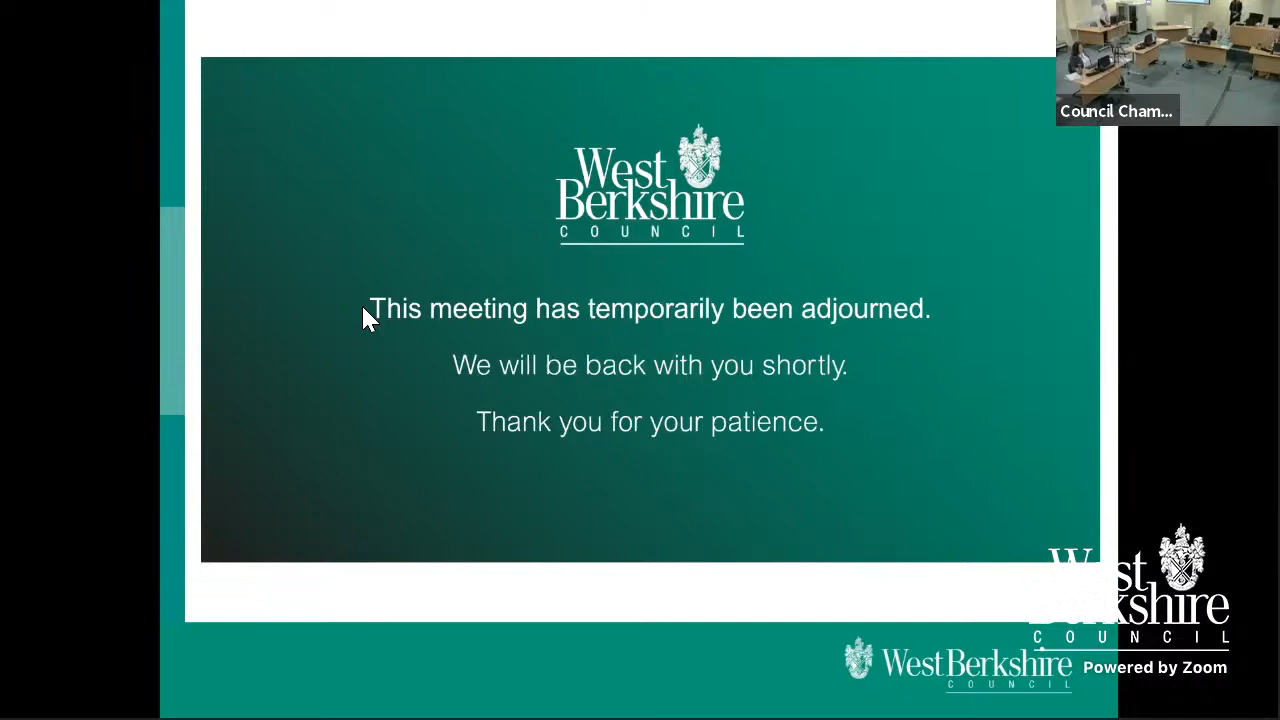 Council Cham...
West
Berkshire
COUNCIL
This meeting has temporarily been adjourned.
We will be back with you shortly.
Thank you for your patience.
West
Berkshire
COUNCIL
West Berkshire
COUNCIL
Powered by Zoom